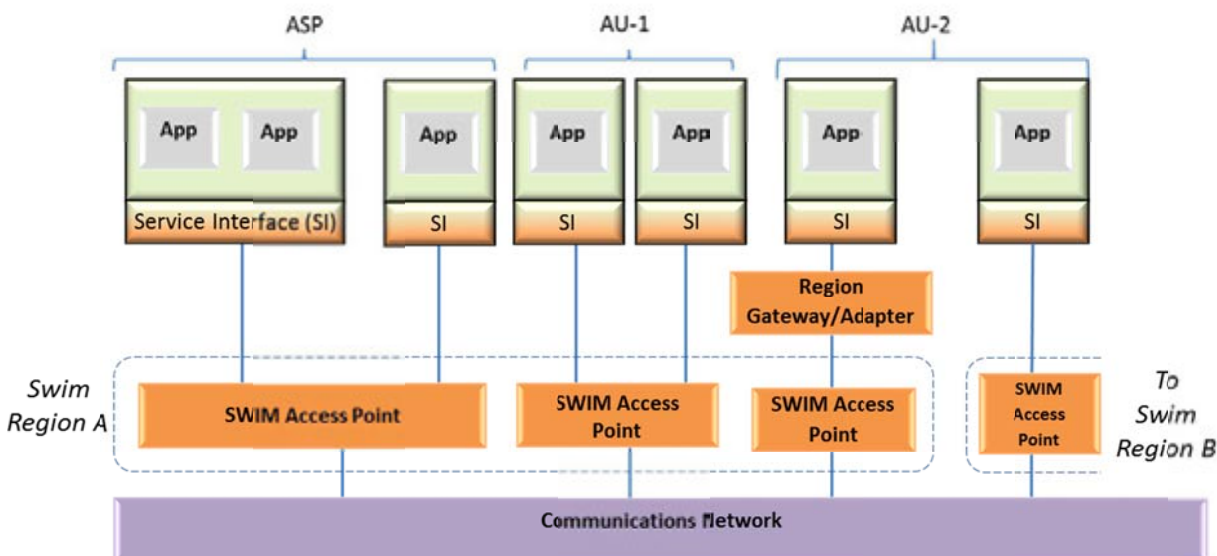 ASP
AU-1
AU-2
App
App
App
App
App
App
App
Service Interface (SI)
SI
SI
SI
SI
SI
Region
Gateway/Adapter
Swim
Region A
SWIM Access Point
SWIM Access
Point
SWIM Access
Point
SWIM
Access
Point
To
Swim
Region B
Communications Network